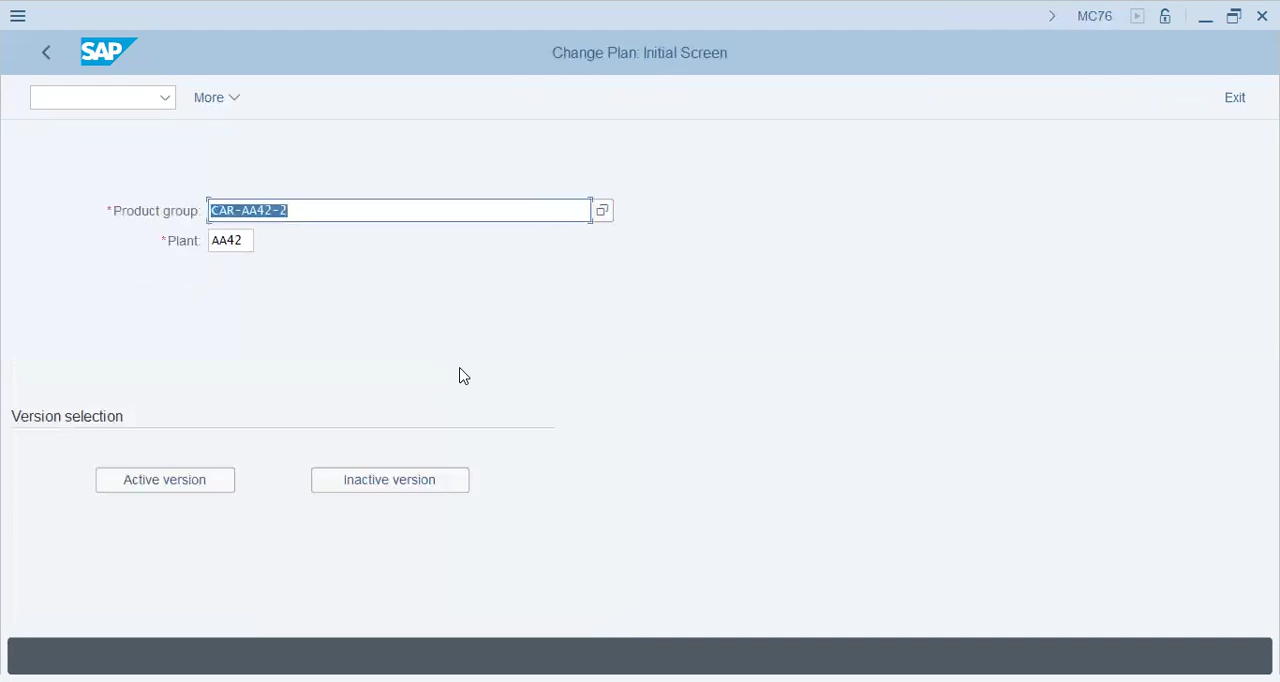 MC76
SAP
Change Plan: Initial Screen
More
Exit
*Product group: CAR-AA42-2
*Plant: AA42
Version selection
Active version
Inactive version